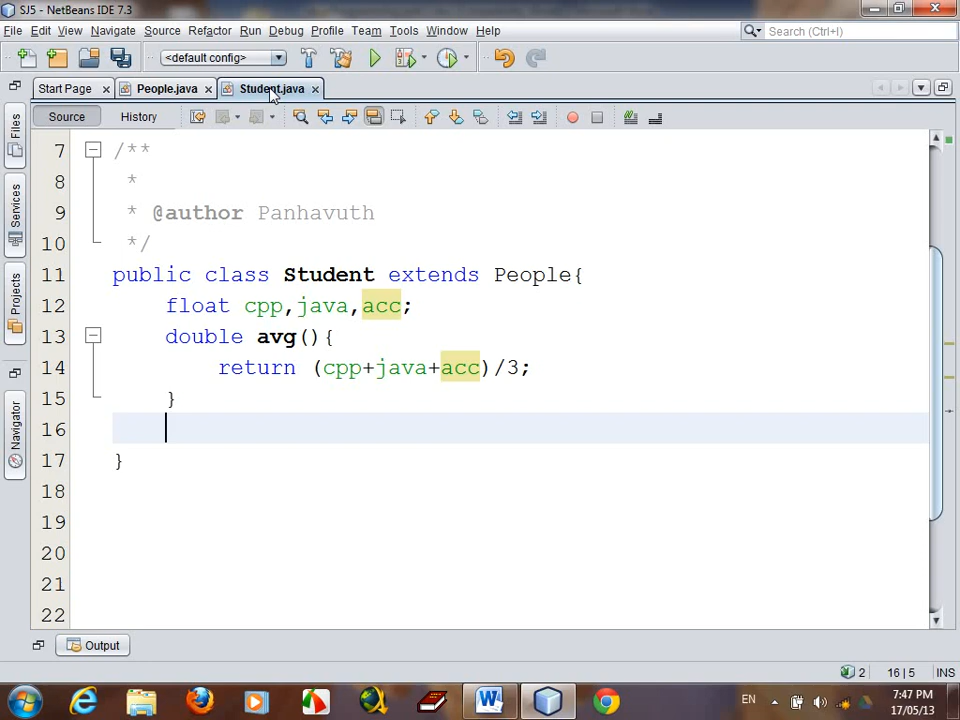 SJ5 - NetBeans IDE 7.3
File Edit View Navigate Source Refactor Run Debug Profile Team Tools Window Help
Search (Ctrl+I)
<default config>
Start Page People.java Student.java
Source History
Files
Services
Projects
Navigator
7 /**
8 *
9 * @author Panhavuth
10 */
11 public class Student extends People{
12 float cpp,java,acc;
13 double avg(){
14 return (cpp+java+acc)/3;
15 }
16
17 }
18
19
20
21
22
Output
2 16 | 5 INS
EN 7:47 PM
17/05/13